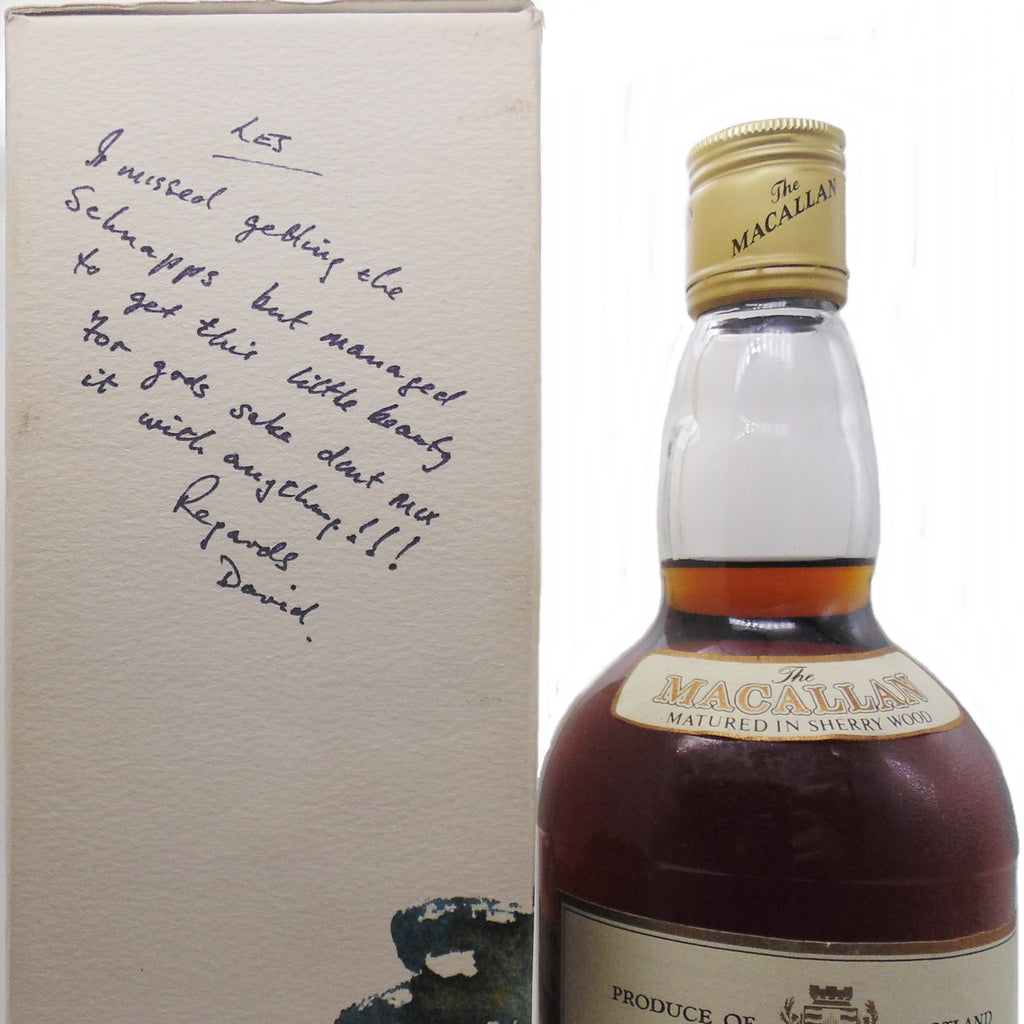 LES
I missed getting the
Schnapps but managed
to get this little beauty
For gods sake dont mix
it with anything!!!
Regards
David.
The
MACALLAN
The
MACALLAN
MATURED IN SHERRY WOOD
PRODUCE OF